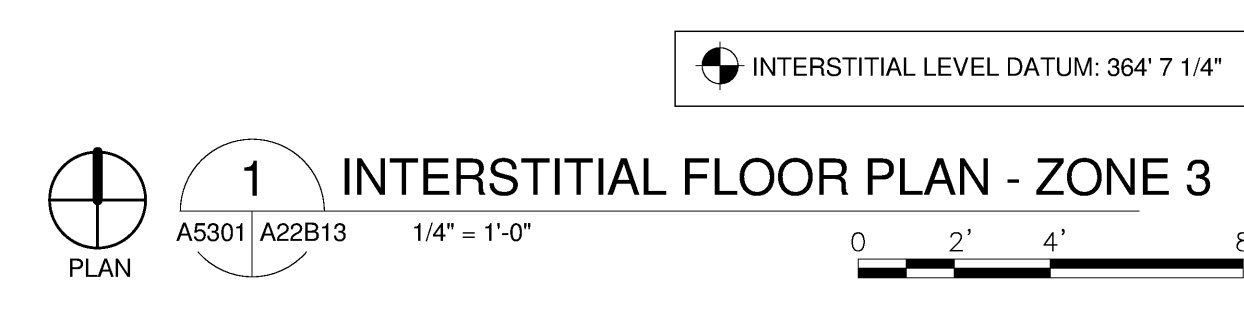 INTERSTITIAL LEVEL DATUM: 364' 7 1/4"
1 INTERSTITIAL FLOOR PLAN - ZONE 3
A5301 A22B13 1/4" = 1'-0"
0 2' 4' 8
PLAN